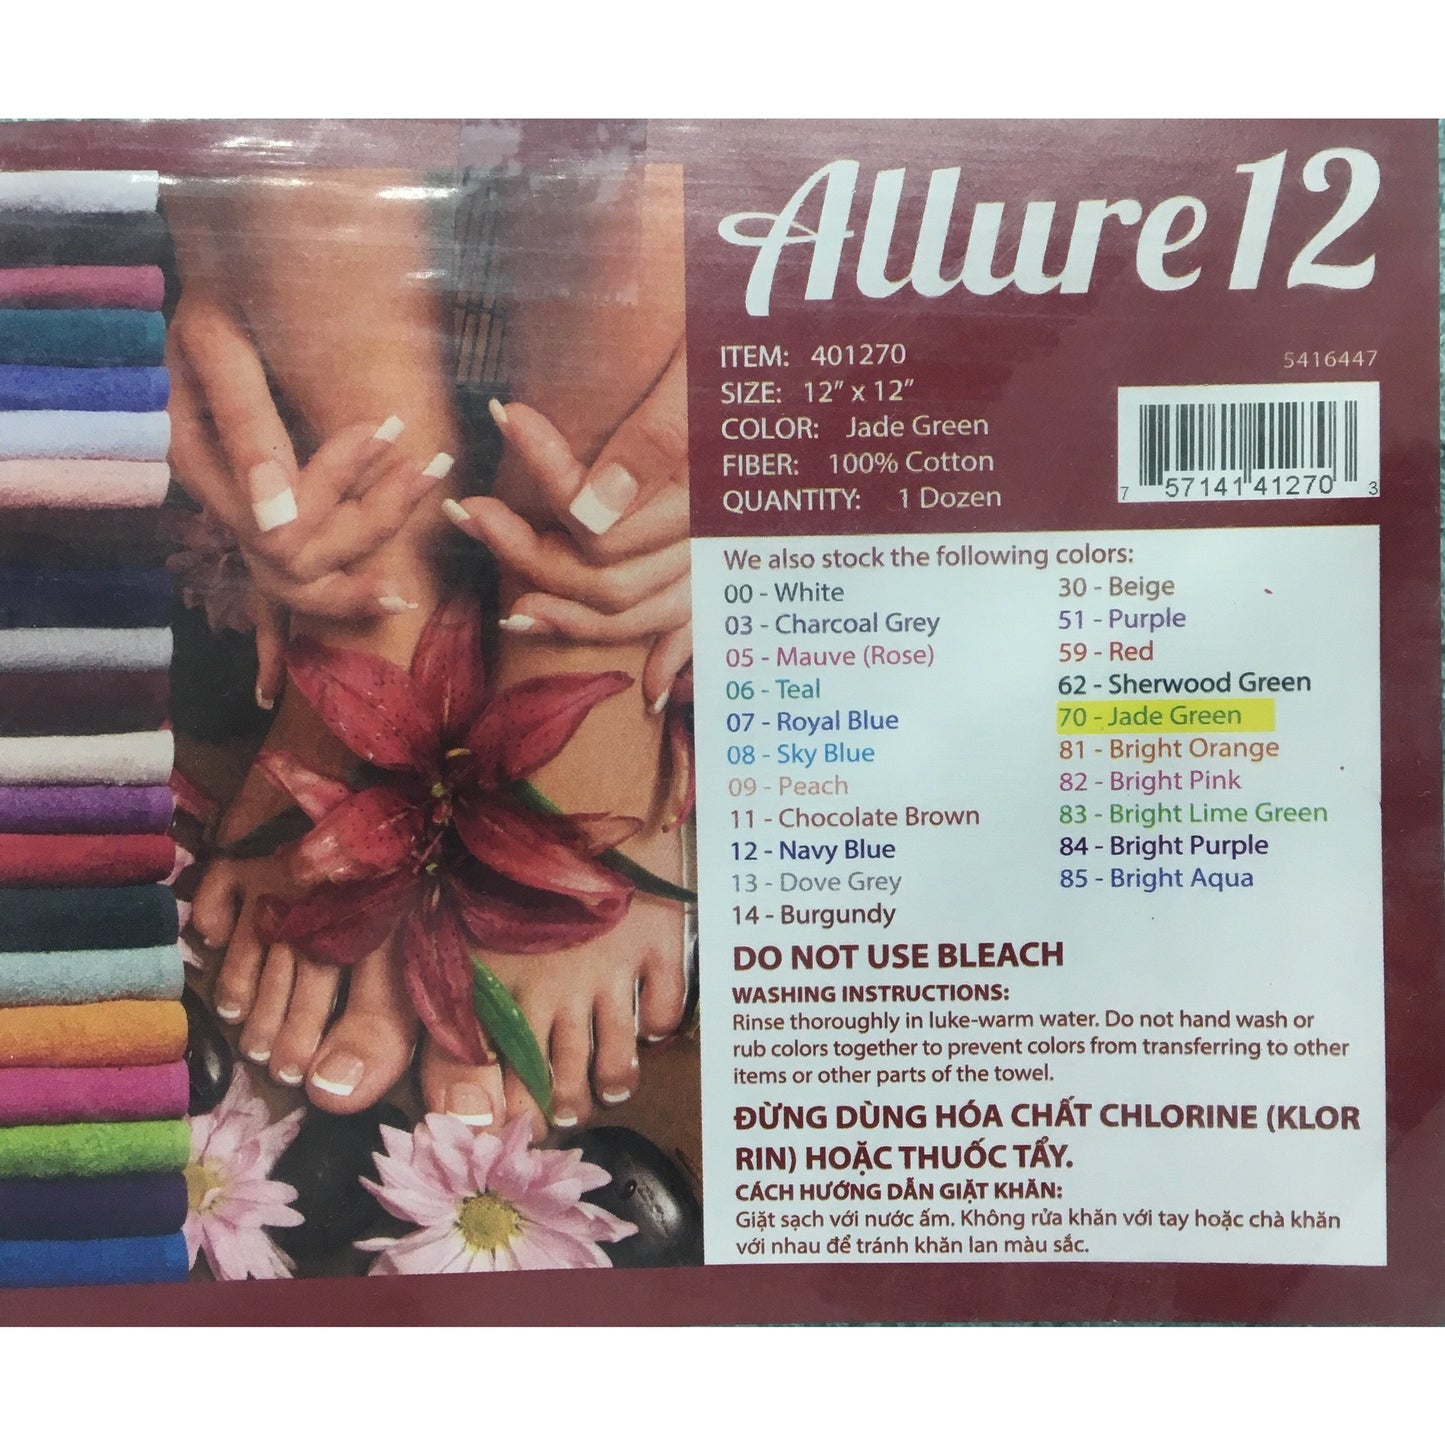 Allure12
ITEM: 401270
5416447
SIZE: 12" x 12"
COLOR: Jade Green
FIBER: 100% Cotton
QUANTITY: 1 Dozen
7 57141 41270 3
We also stock the following colors:
00 - White
03 - Charcoal Grey
05 - Mauve (Rose)
06 - Teal
07 - Royal Blue
08 - Sky Blue
09 - Peach
11 - Chocolate Brown
12 - Navy Blue
13 - Dove Grey
14 - Burgundy
30 - Beige
51 - Purple
59 - Red
62 - Sherwood Green
70 - Jade Green
81 - Bright Orange
82 - Bright Pink
83 - Bright Lime Green
84 - Bright Purple
85 - Bright Aqua
DO NOT USE BLEACH
WASHING INSTRUCTIONS:
Rinse thoroughly in luke-warm water. Do not hand wash or
rub colors together to prevent colors from transferring to other
items or other parts of the towel.
ĐỪNG DÙNG HÓA CHẤT CHLORINE (KLOR
RIN) HOẶC THUỐC TẨY.
CÁCH HƯỚNG DẪN GIẶT KHĂN:
Giặt sạch với nước ấm. Không rửa khăn với tay hoặc chà khăn
với nhau để tránh khăn lan màu sắc.